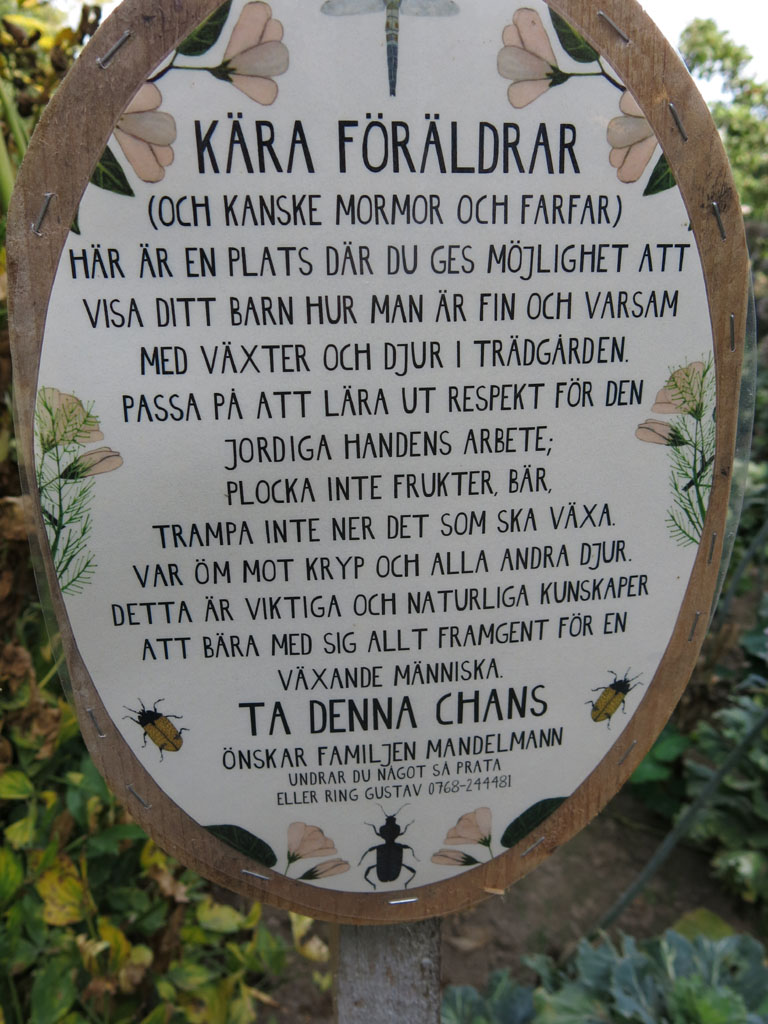 KÄRA FÖRÄLDRAR
(OCH KANSKE MORMOR OCH FARFAR)
HÄR ÄR EN PLATS DÄR DU GES MÖJLIGHET ATT
VISA DITT BARN HUR MAN ÄR FIN OCH VARSAM
MED VÄXTER OCH DJUR I TRÄDGÅRDEN.
PASSA PÅ ATT LÄRA UT RESPEKT FÖR DEN
JORDIGA HANDENS ARBETE;
PLOCKA INTE FRUKTER, BÄR,
TRAMPA INTE NER DET SOM SKA VÄXA.
VAR ÖM MOT KRYP OCH ALLA ANDRA DJUR.
DETTA ÄR VIKTIGA OCH NATURLIGA KUNSKAPER
ATT BÄRA MED SIG ALLT FRAMGENT FÖR EN
VÄXANDE MÄNNISKA.
TA DENNA CHANS
ÖNSKAR FAMILJEN MANDELMANN
UNDRAR DU NÅGOT SÅ PRATA
ELLER RING GUSTAV 0768-244481